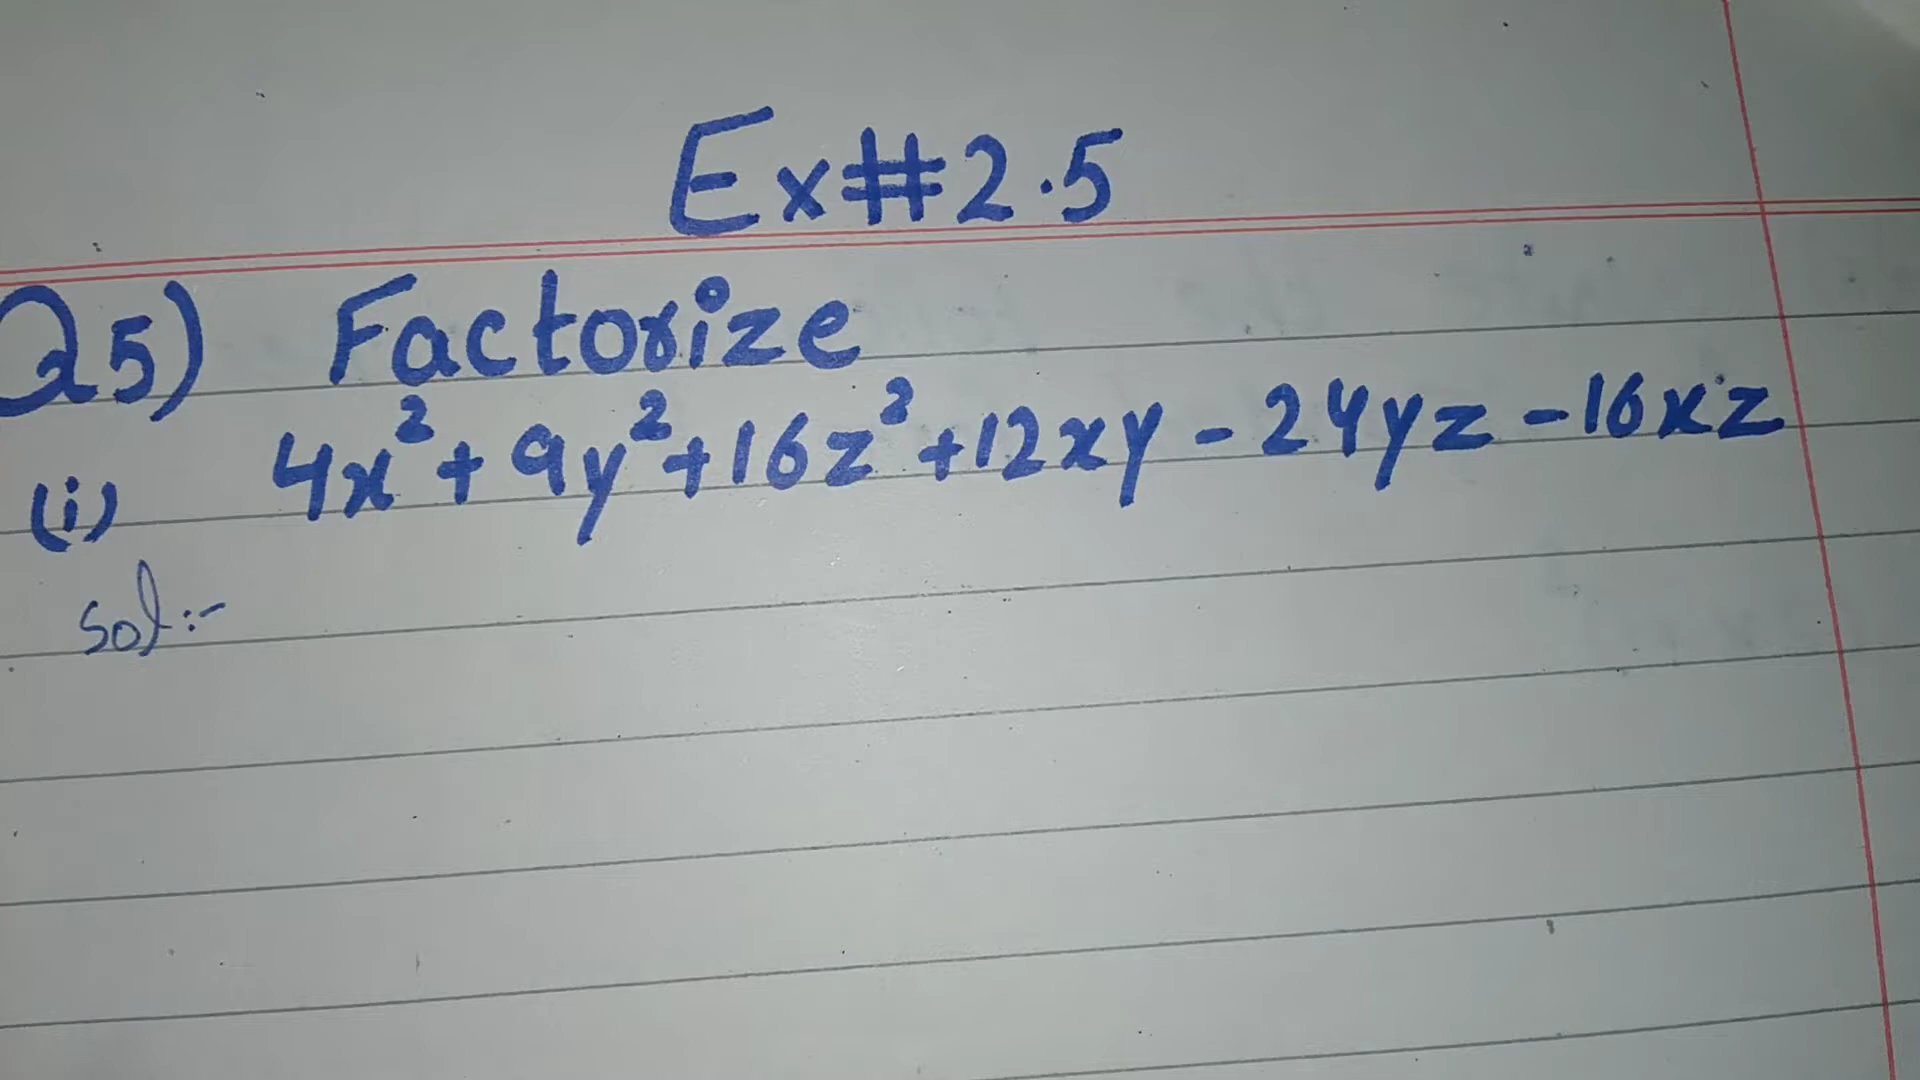 Ex#2.5
Q5) Factorize
(i) 4x²+9y²+16z²+12xy-24yz-16xz
Sol:-